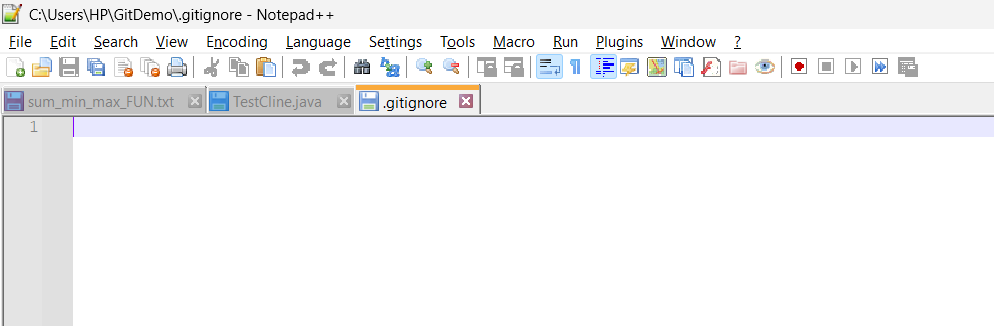 C:\Users\HP\GitDemo\.gitignore - Notepad++
File Edit Search View Encoding Language Settings Tools Macro Run Plugins Window ?
sum_min_max_FUN.txt TestCline.java .gitignore
1